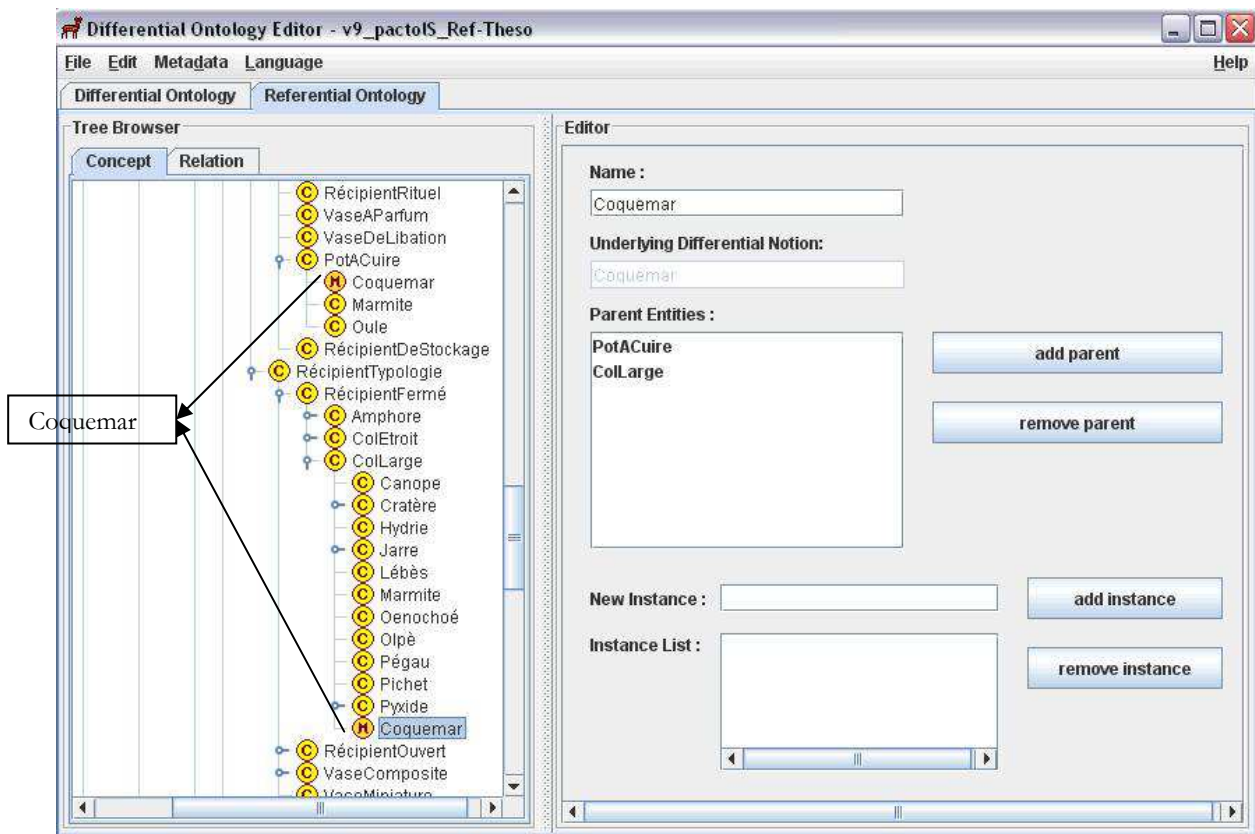 Differential Ontology Editor - v9_pactolS_Ref-Theso
File Edit Metadata Language Help
Differential Ontology Referential Ontology
Tree Browser
Concept Relation
RécipientRituel
VaseAParfum
VaseDeLibation
PotACuire
Coquemar
Marmite
Oule
RécipientDeStockage
RécipientTypologie
RécipientFermé
Amphore
ColEtroit
ColLarge
Canope
Cratère
Hydrie
Jarre
Lébès
Marmite
Oenochoé
Olpè
Pégau
Pichet
Pyxide
Coquemar
RécipientOuvert
VaseComposite
VaseMiniature
Coquemar
Editor
Name :
Coquemar
Underlying Differential Notion:
Coquemar
Parent Entities :
PotACuire
ColLarge
add parent
remove parent
New Instance :
add instance
Instance List :
remove instance